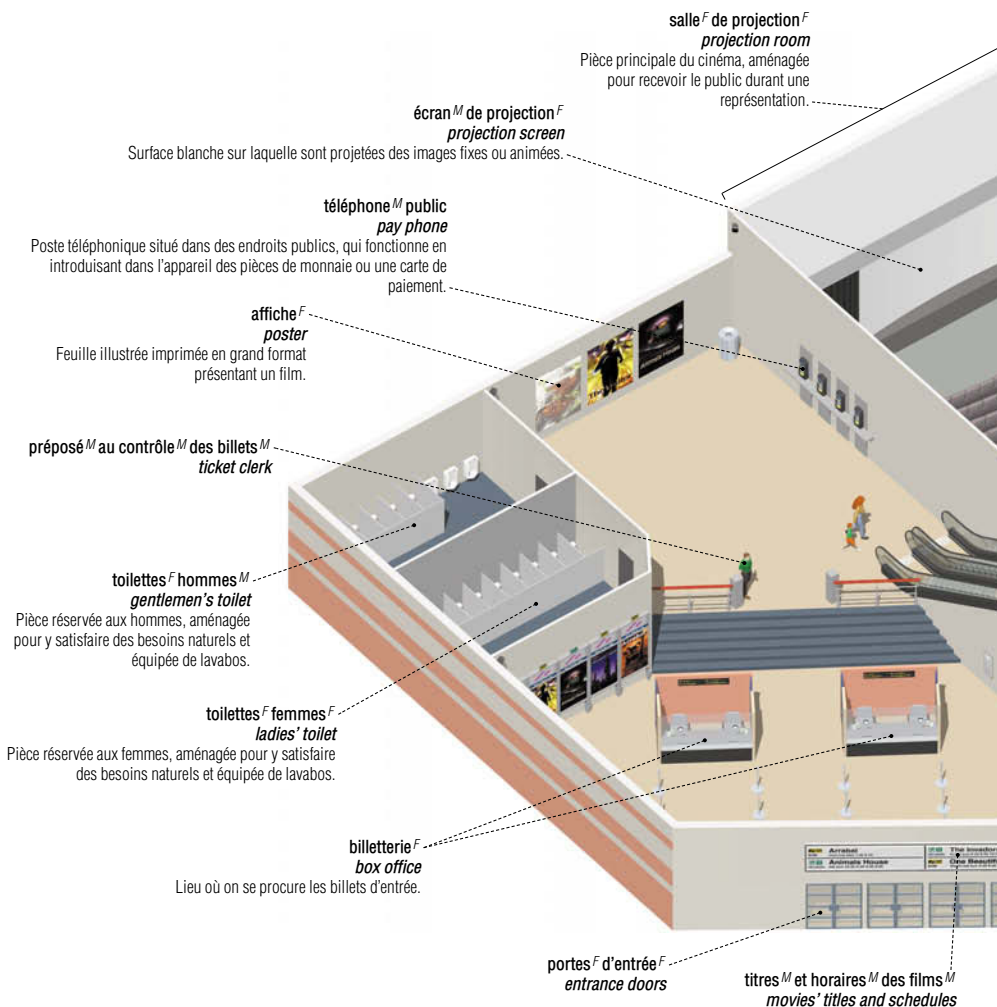 salle F de projection F
projection room
Pièce principale du cinéma, aménagée
pour recevoir le public durant une
représentation.
écran M de projection F
projection screen
Surface blanche sur laquelle sont projetées des images fixes ou animées.
téléphone M public
pay phone
Poste téléphonique situé dans des endroits publics, qui fonctionne en
introduisant dans l'appareil des pièces de monnaie ou une carte de
paiement.
affiche F
poster
Feuille illustrée imprimée en grand format
présentant un film.
Animals House
préposé M au contrôle M des billets M
ticket clerk
toilettes F hommes M
gentlemen's toilet
Pièce réservée aux hommes, aménagée
pour y satisfaire des besoins naturels et
équipée de lavabos.
toilettes F femmes F
ladies' toilet
Pièce réservée aux femmes, aménagée pour y satisfaire
des besoins naturels et équipée de lavabos.
billetterie F
box office
Lieu où on se procure les billets d'entrée.
Arrabal
Animals House
The
One
portes F d'entrée F
entrance doors
titres M et horaires M des films M
movies' titles and schedules